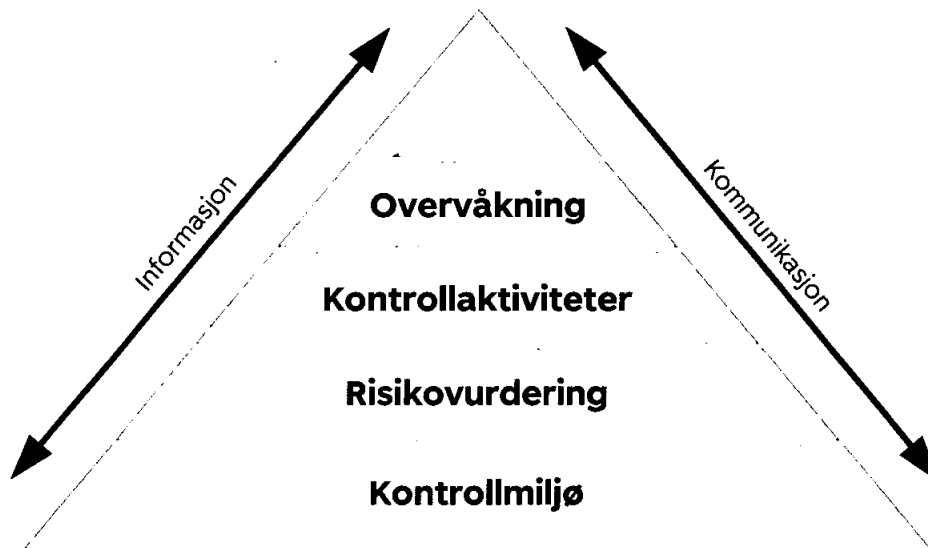 Informasjon
Kommunikasjon
Overvåkning
Kontrollaktiviteter
Risikovurdering
Kontrollmiljø